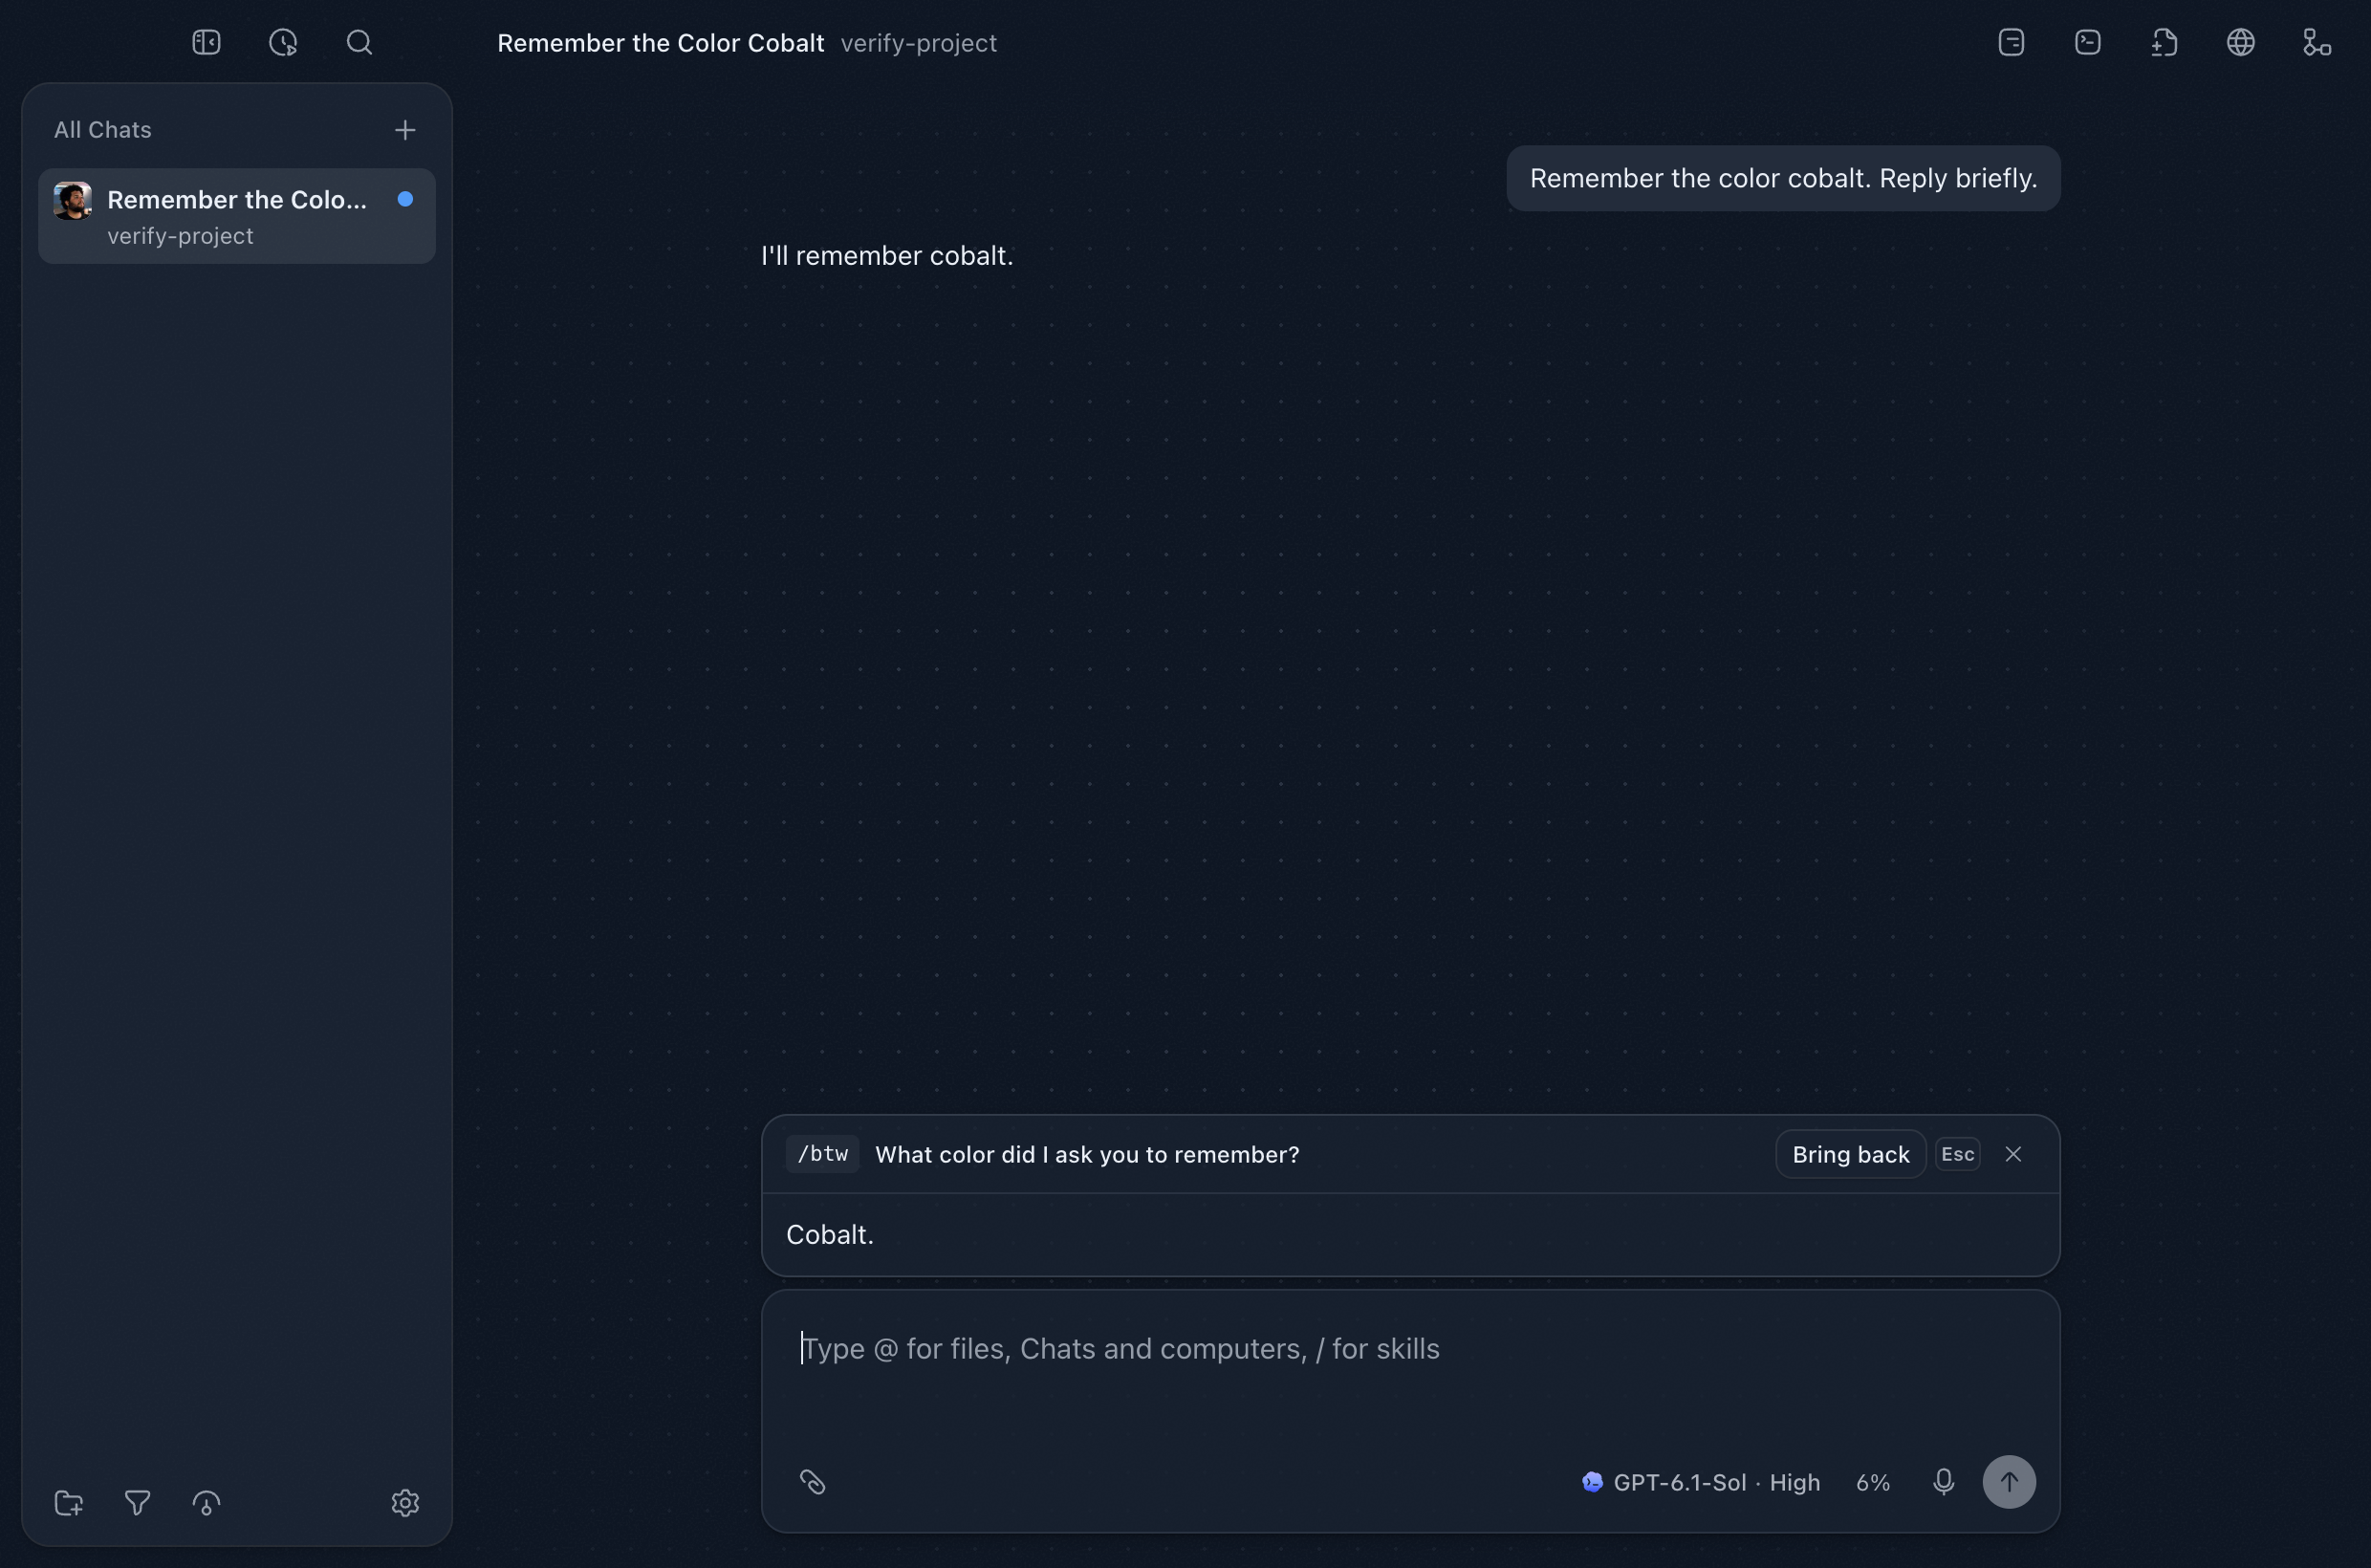 Remember the Color Cobalt verify-project
All Chats
Remember the Colo...
verify-project
Remember the color cobalt. Reply briefly.
I'll remember cobalt.
/btw What color did I ask you to remember? Bring back Esc
Cobalt.
Type @ for files, Chats and computers, / for skills
GPT-6.1-Sol · High 6%